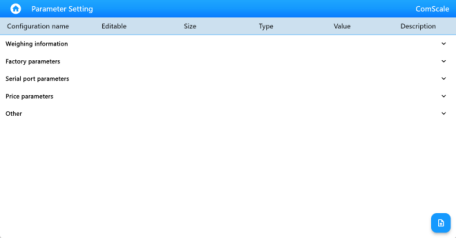 Parameter Setting ComScale
Configuration name Editable Size Type Value Description
Weighing information
Factory parameters
Serial port parameters
Price parameters
Other